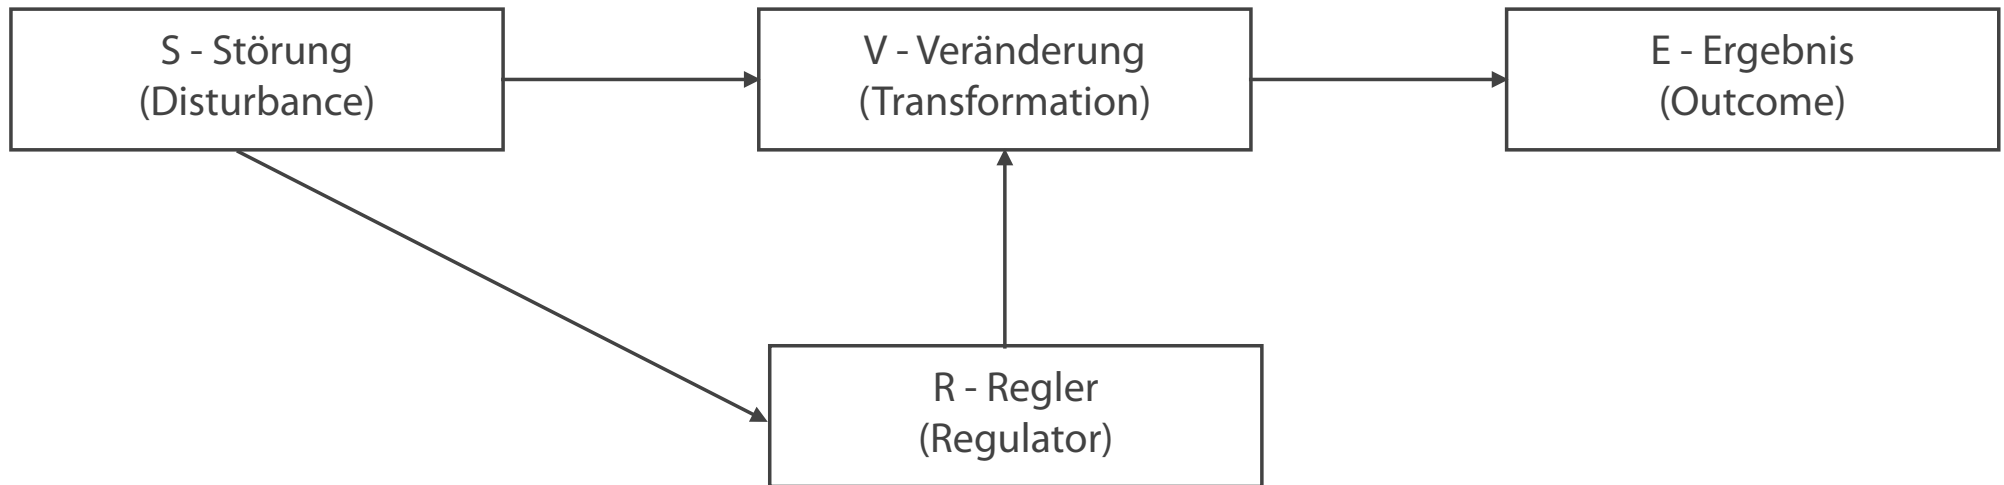 S - Störung
(Disturbance)
V - Veränderung
(Transformation)
E - Ergebnis
(Outcome)
R - Regler
(Regulator)